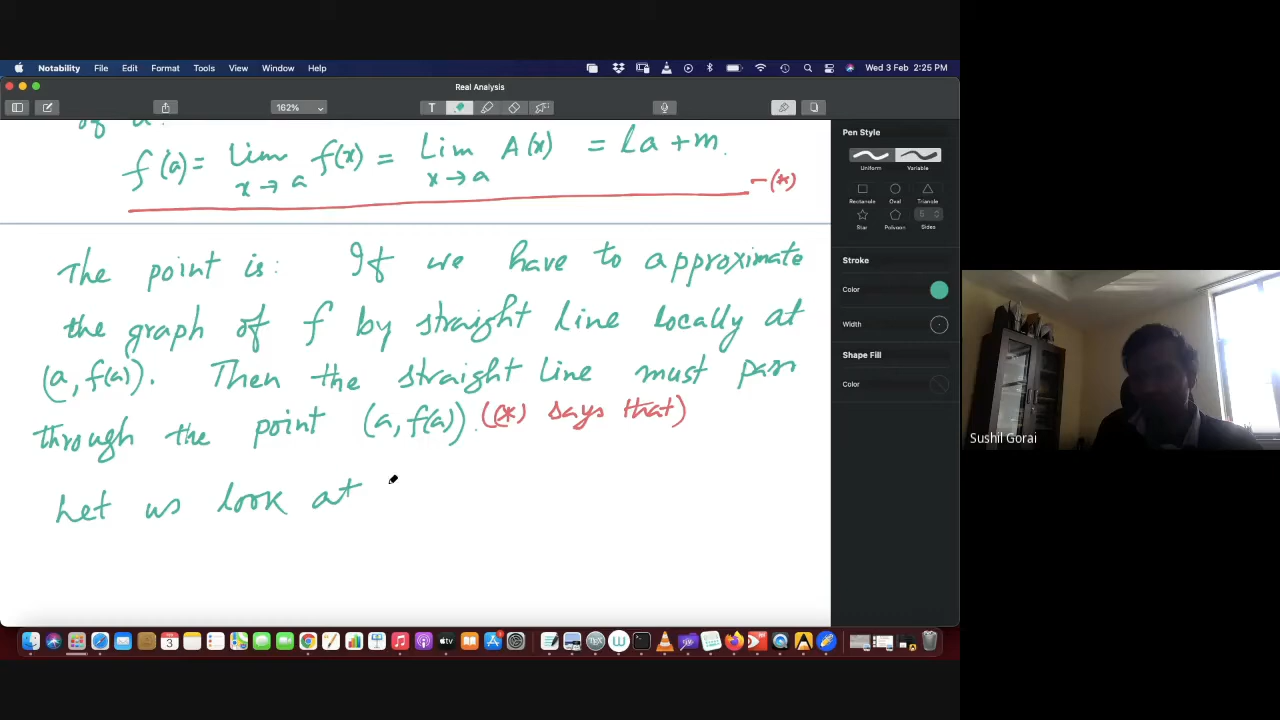 Notability File Edit Format Tools View Window Help Wed 3 Feb 2:25 PM
Real Analysis
162%
T
f(a) = lim x→a f(x) = Lim x→a A(x) = La + m.
—(*)
The point is: If we have to approximate
the graph of f by straight line locally at
(a, f(a)). Then the straight line must pass
through the point (a, f(a)). ((*) says that)
Let us look at
Pen Style
Uniform Variable
Rectangle Oval Triangle
5
Star Polygon Sides
Stroke
Color
Width
Shape Fill
Color
Sushil Gorai